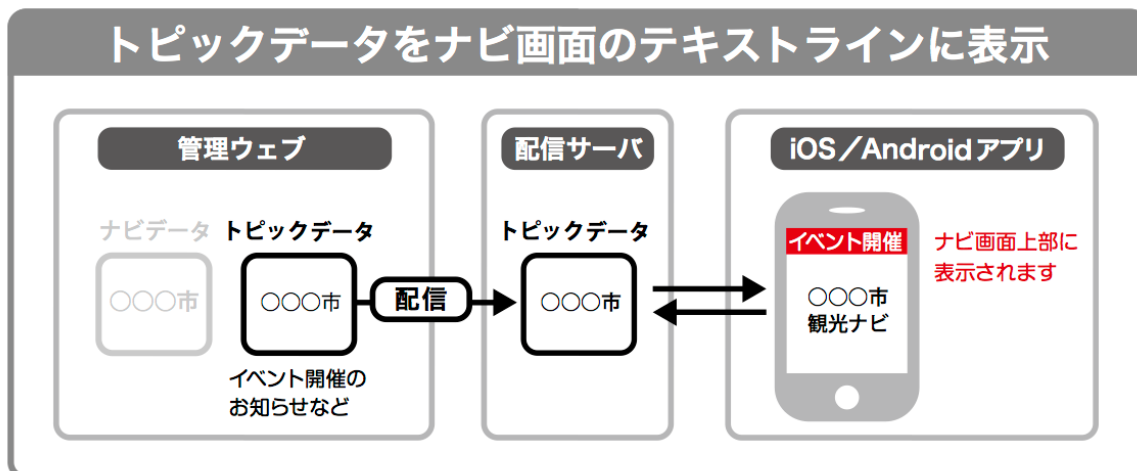 トピックデータをナビ画面のテキストラインに表示
管理ウェブ
ナビデータ
〇〇〇市
トピックデータ
〇〇〇市
イベント開催の
お知らせなど
配信
配信サーバ
トピックデータ
〇〇〇市
iOS／Androidアプリ
イベント開催
〇〇〇市
観光ナビ
ナビ画面上部に
表示されます